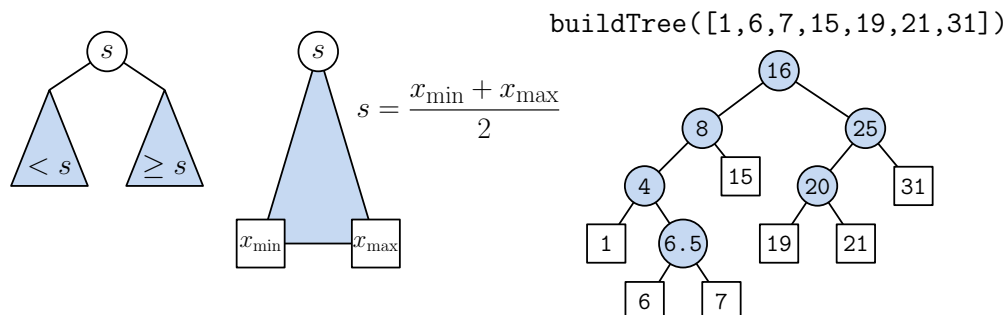 s
< s
≥ s
s
x_min
x_max
s = \frac{x_min + x_max}{2}
buildTree([1,6,7,15,19,21,31])
16
8
25
4
15
20
31
1
6.5
19
21
6
7